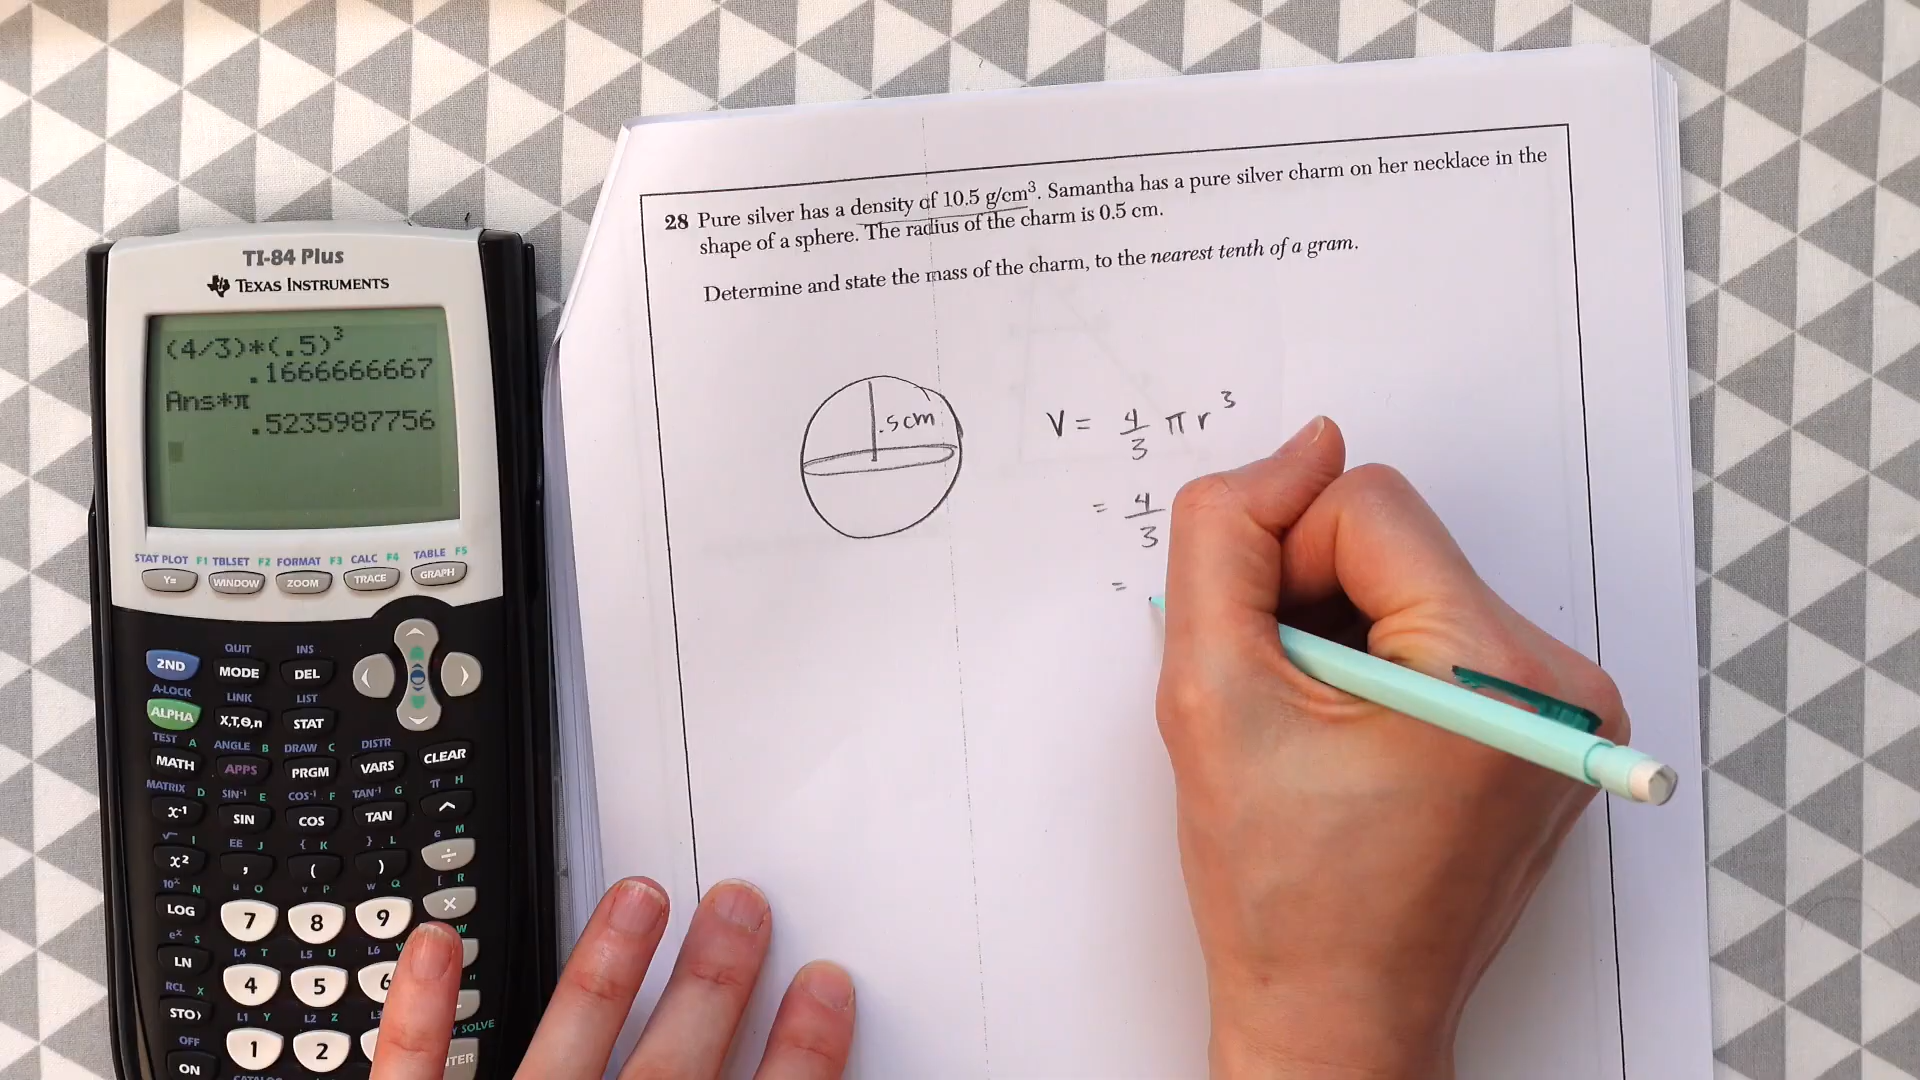 28 Pure silver has a density of 10.5 g/cm³. Samantha has a pure silver charm on her necklace in the
shape of a sphere. The radius of the charm is 0.5 cm.
Determine and state the mass of the charm, to the nearest tenth of a gram.
.5cm
V = 4/3 π r³
= 4/3
=
TI-84 Plus
TEXAS INSTRUMENTS
(4/3)*(.5)³
.1666666667
Ans*π
.5235987756
STAT PLOT F1 TBLSET F2 FORMAT F3 CALC F4 TABLE F5
Y= WINDOW ZOOM TRACE GRAPH
QUIT INS
2ND MODE DEL
A-LOCK LINK LIST
ALPHA X,T,θ,n STAT
TEST A ANGLE B DRAW C DISTR
MATH APPS PRGM VARS CLEAR
MATRIX D SIN⁻¹ E COS⁻¹ F TAN⁻¹ G π H
x⁻¹ SIN COS TAN ^
√ I EE J { K } L e M
x² , ( ) ÷
10ˣ N u O v P w Q [ R
LOG 7 8 9 ×
eˣ S L4 T L5 U L6 V W
LN 4 5 6
RCL X L1 Y L2 Z "
STO› 1 2
OFF SOLVE
ON